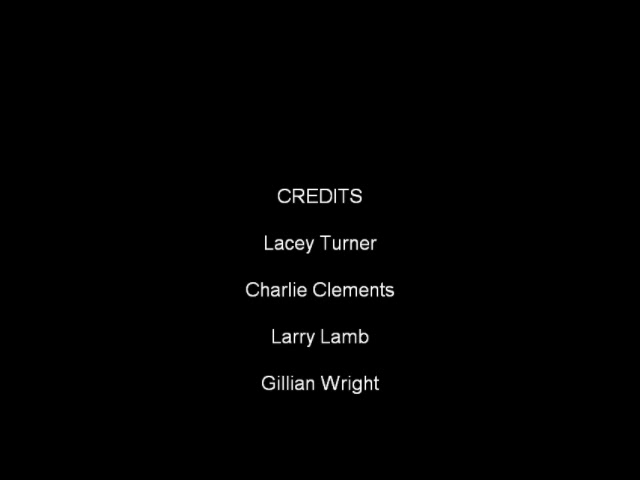 CREDITS
Lacey Turner
Charlie Clements
Larry Lamb
Gillian Wright